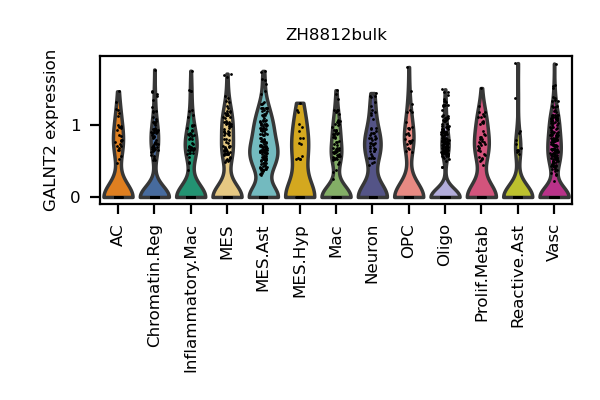 ZH8812bulk
GALNT2 expression
1
0
AC
Chromatin.Reg
Inflammatory.Mac
MES
MES.Ast
MES.Hyp
Mac
Neuron
OPC
Oligo
Prolif.Metab
Reactive.Ast
Vasc